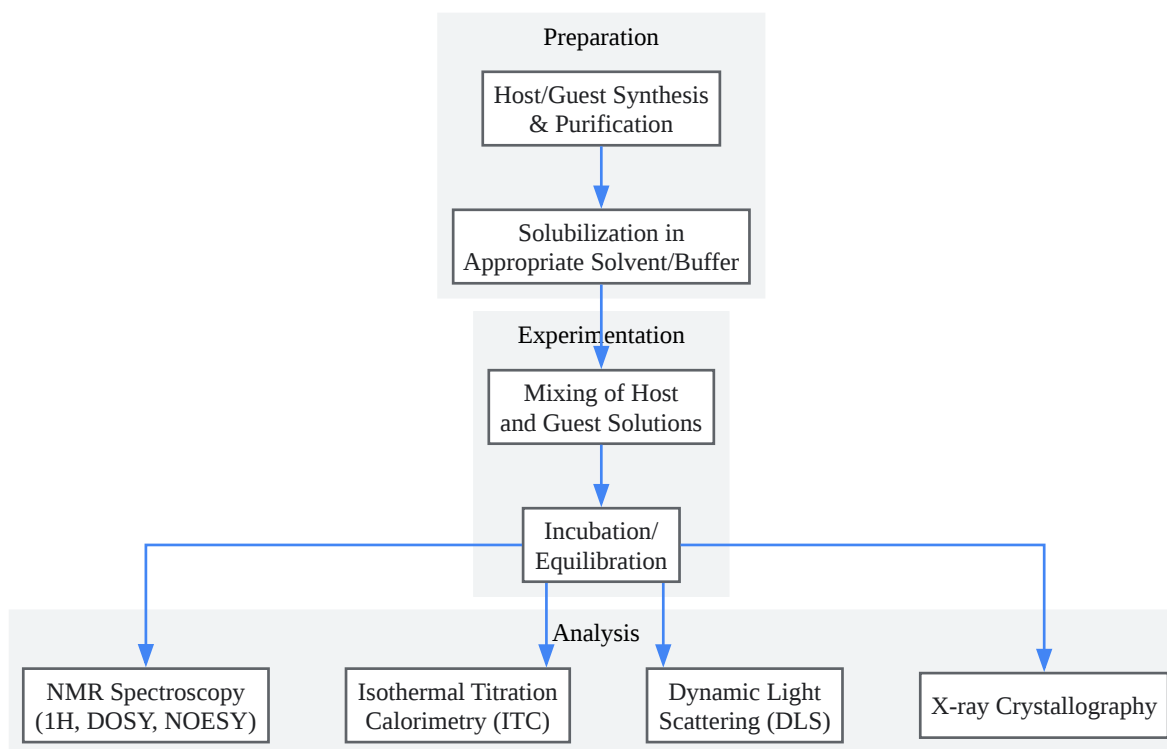 Preparation
Host/Guest Synthesis
& Purification
Solubilization in
Appropriate Solvent/Buffer
Experimentation
Mixing of Host
and Guest Solutions
Incubation/
Equilibration
Analysis
NMR Spectroscopy
(1H, DOSY, NOESY)
Isothermal Titration
Calorimetry (ITC)
Dynamic Light
Scattering (DLS)
X-ray Crystallography